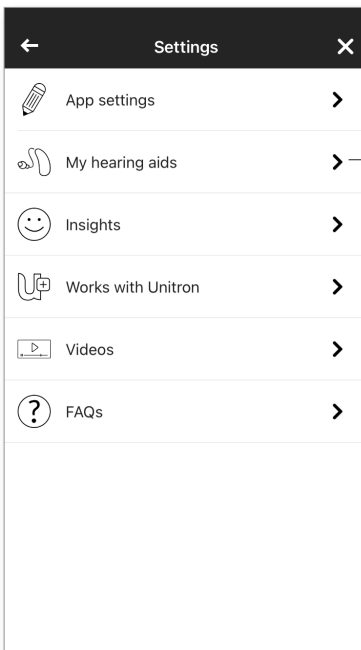 Settings
App settings
My hearing aids
Insights
Works with Unitron
Videos
FAQs